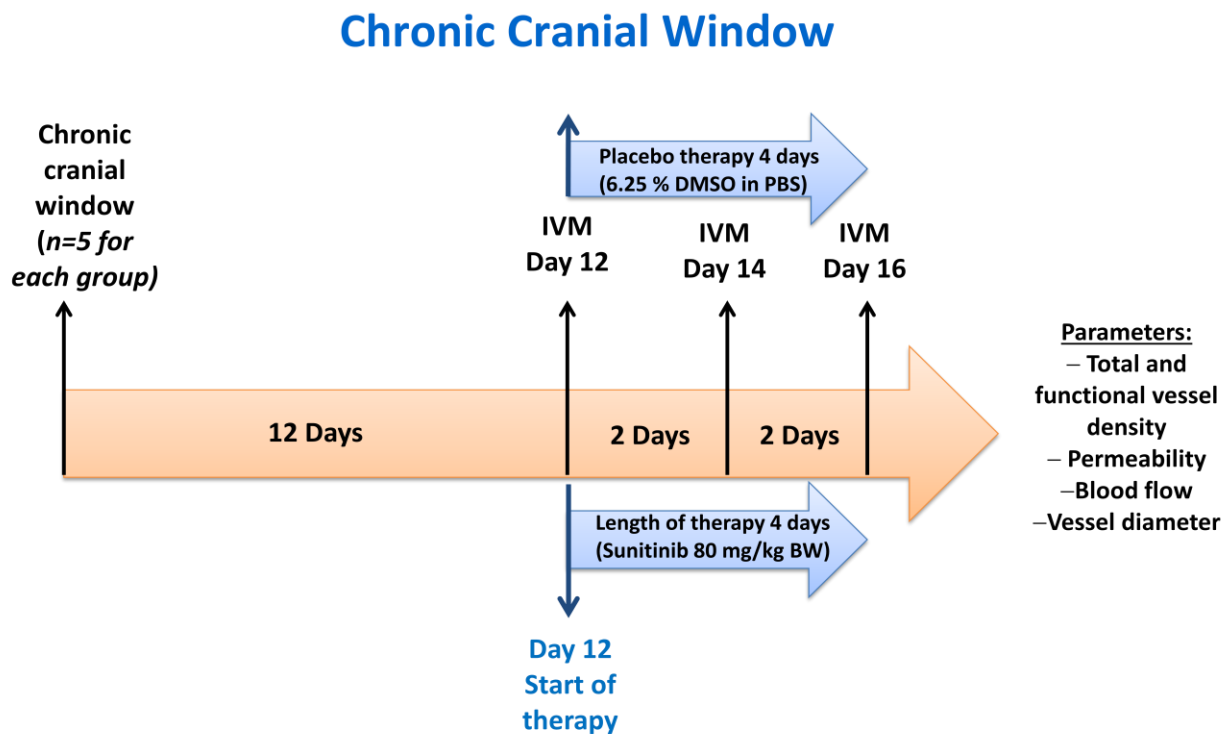 Chronic Cranial Window
Chronic
cranial
window
(n=5 for
each group)
Placebo therapy 4 days
(6.25 % DMSO in PBS)
IVM
Day 12
IVM
Day 14
IVM
Day 16
12 Days
2 Days
2 Days
Length of therapy 4 days
(Sunitinib 80 mg/kg BW)
Day 12
Start of
therapy
Parameters:
– Total and
functional vessel
density
– Permeability
–Blood flow
–Vessel diameter